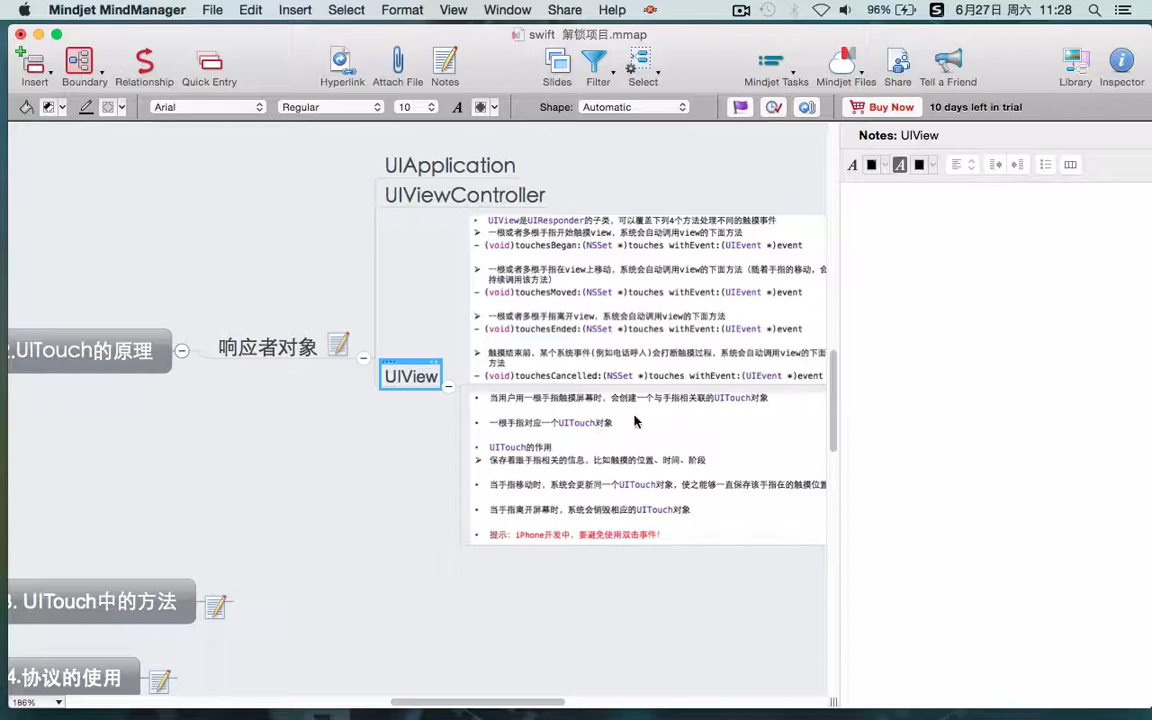 Mindjet MindManager File Edit Insert Select Format View Window Share Help 96% 6月27日 周六 11:28
swift 解锁项目.mmap
Insert Boundary Relationship Quick Entry Hyperlink Attach File Notes Slides Filter Select Mindjet Tasks Mindjet Files Share Tell a Friend Library Inspector
Arial Regular 10 A Shape: Automatic Buy Now 10 days left in trial
Notes: UIView
UIApplication
UIViewController
• UIView是UIResponder的子类，可以覆盖下列4个方法处理不同的触摸事件
➢ 一根或者多根手指开始触摸view，系统会自动调用view的下面方法
– (void)touchesBegan:(NSSet *)touches withEvent:(UIEvent *)event
➢ 一根或者多根手指在view上移动，系统会自动调用view的下面方法（随着手指的移动，会
持续调用该方法）
– (void)touchesMoved:(NSSet *)touches withEvent:(UIEvent *)event
➢ 一根或者多根手指离开view，系统会自动调用view的下面方法
– (void)touchesEnded:(NSSet *)touches withEvent:(UIEvent *)event
➢ 触摸结束前，某个系统事件(例如电话呼入)会打断触摸过程，系统会自动调用view的下面
方法
– (void)touchesCancelled:(NSSet *)touches withEvent:(UIEvent *)event
2.UITouch的原理
响应者对象
UIView
• 当用户用一根手指触摸屏幕时，会创建一个与手指相关联的UITouch对象
• 一根手指对应一个UITouch对象
• UITouch的作用
➢ 保存着跟手指相关的信息，比如触摸的位置、时间、阶段
• 当手指移动时，系统会更新同一个UITouch对象，使之能够一直保存该手指在的触摸位置
• 当手指离开屏幕时，系统会销毁相应的UITouch对象
• 提示：iPhone开发中，要避免使用双击事件！
3. UITouch中的方法
4.协议的使用
186%